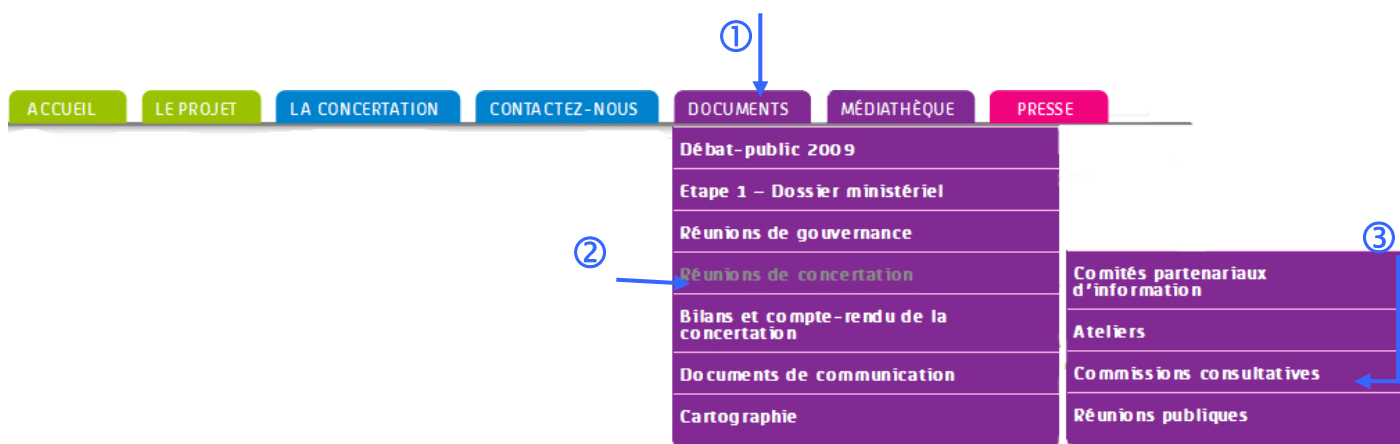 ①
ACCUEIL LE PROJET LA CONCERTATION CONTACTEZ-NOUS DOCUMENTS MÉDIATHÈQUE PRESSE
Débat-public 2009
Etape 1 – Dossier ministériel
Réunions de gouvernance
②
Réunions de concertation
Bilans et compte-rendu de la
concertation
Documents de communication
Cartographie
③
Comités partenariaux
d'information
Ateliers
Commissions consultatives
Réunions publiques